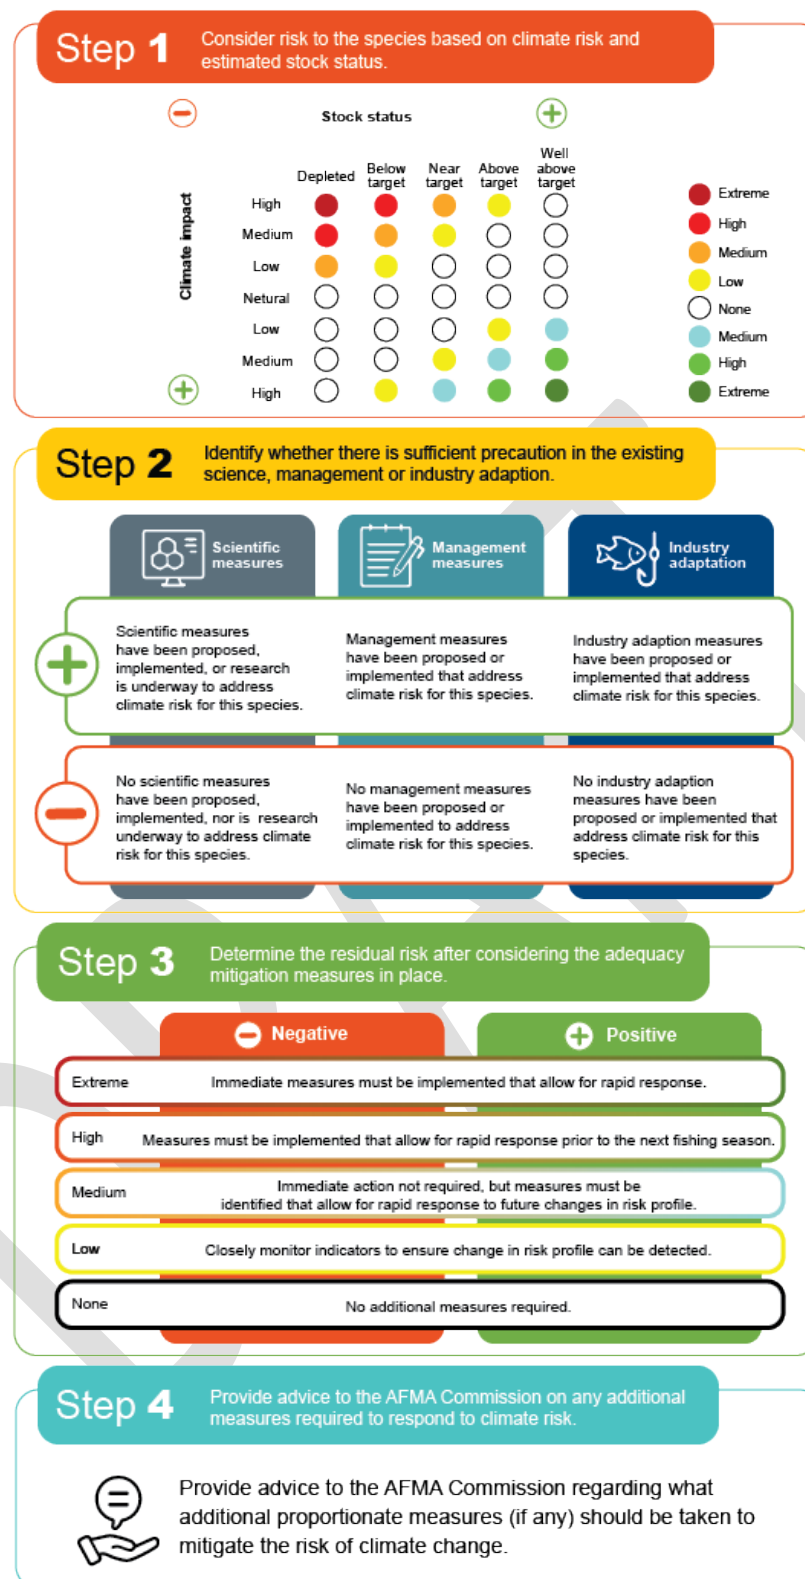 Step 1
Consider risk to the species based on climate risk and
estimated stock status.
Stock status
Climate impact
Depleted
Below
target
Near
target
Above
target
Well
above
target
High
Medium
Low
Netural
Low
Medium
High
Extreme
High
Medium
Low
None
Medium
High
Extreme
Step 2
Identify whether there is sufficient precaution in the existing
science, management or industry adaption.
Scientific
measures
Management
measures
Industry
adaptation
Scientific measures
have been proposed,
implemented, or research
is underway to address
climate risk for this species.
Management measures
have been proposed or
implemented that address
climate risk for this species.
Industry adaption measures
have been proposed or
implemented that address
climate risk for this species.
No scientific measures
have been proposed,
implemented, nor is research
underway to address climate
risk for this species.
No management measures
have been proposed or
implemented to address
climate risk for this species.
No industry adaption
measures have been
proposed or implemented that
address climate risk for this
species.
Step 3
Determine the residual risk after considering the adequacy
mitigation measures in place.
Negative
Positive
Extreme
Immediate measures must be implemented that allow for rapid response.
High
Measures must be implemented that allow for rapid response prior to the next fishing season.
Medium
Immediate action not required, but measures must be
identified that allow for rapid response to future changes in risk profile.
Low
Closely monitor indicators to ensure change in risk profile can be detected.
None
No additional measures required.
Step 4
Provide advice to the AFMA Commission on any additional
measures required to respond to climate risk.
Provide advice to the AFMA Commission regarding what
additional proportionate measures (if any) should be taken to
mitigate the risk of climate change.